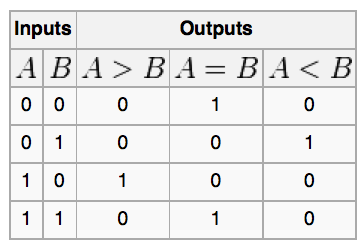 Inputs Outputs
A B A > B A = B A < B
0 0 0 1 0
0 1 0 0 1
1 0 1 0 0
1 1 0 1 0